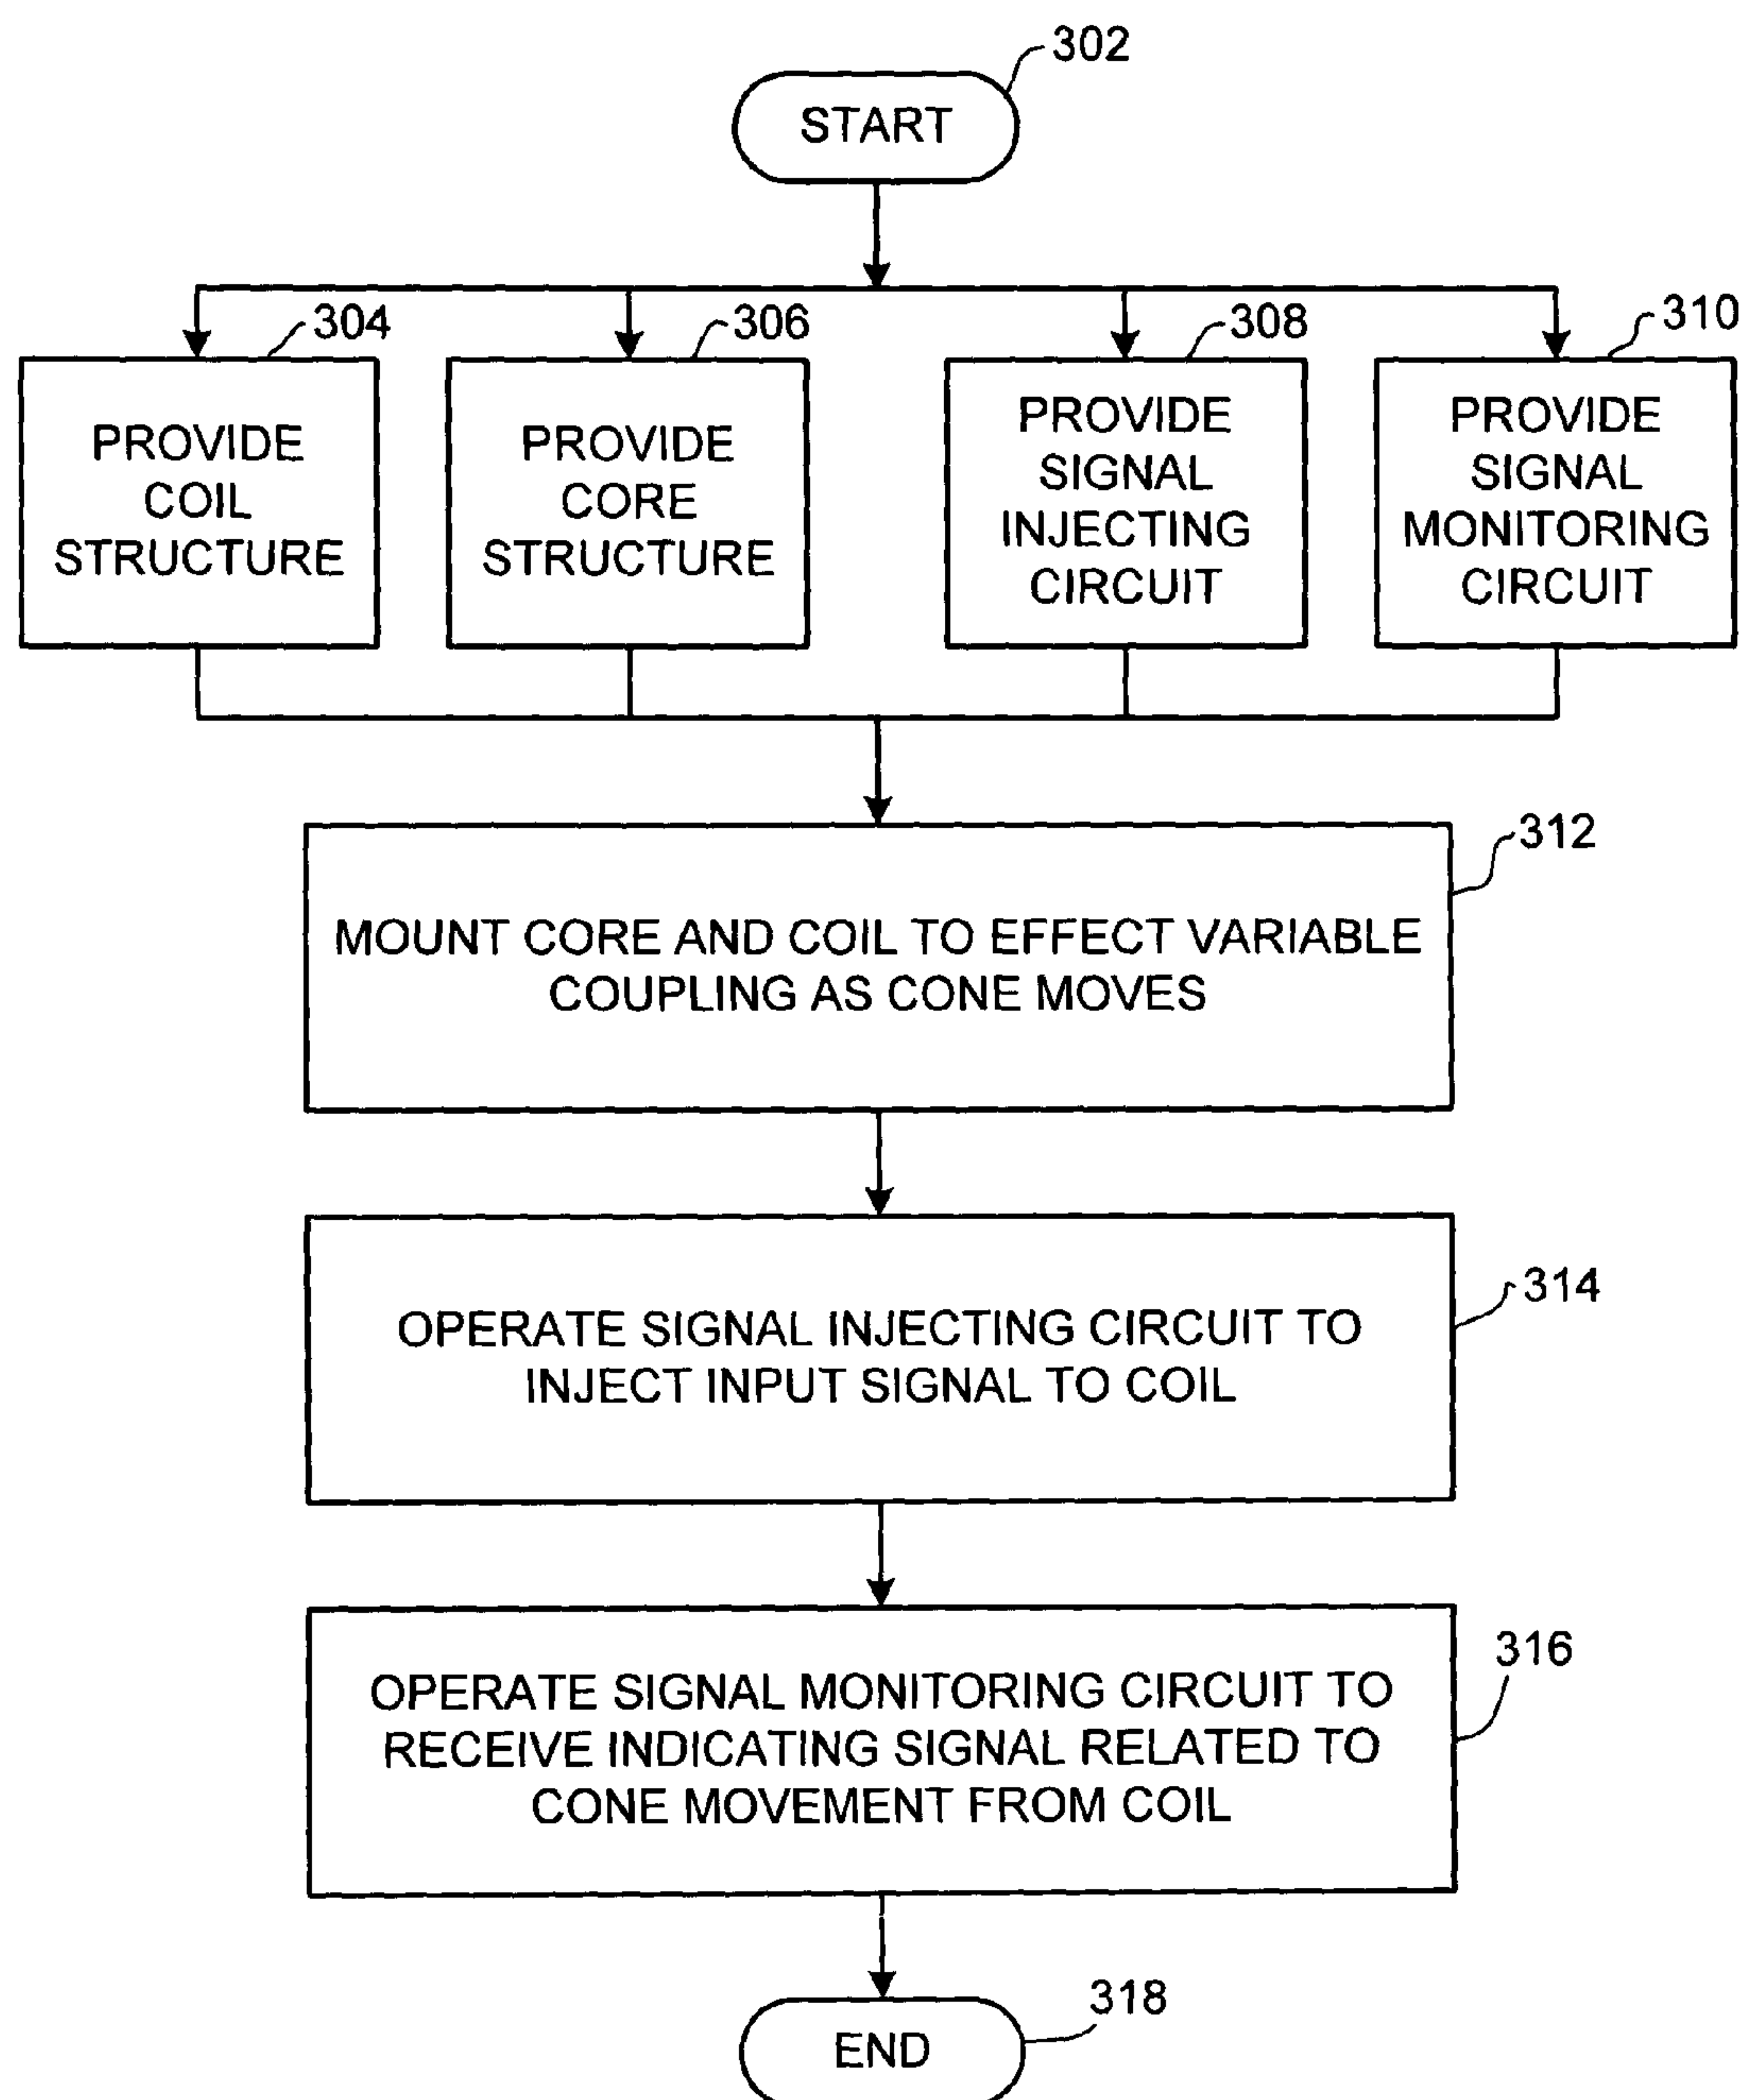 302
START
304
306
308
310
PROVIDE
COIL
STRUCTURE
PROVIDE
CORE
STRUCTURE
PROVIDE
SIGNAL
INJECTING
CIRCUIT
PROVIDE
SIGNAL
MONITORING
CIRCUIT
312
MOUNT CORE AND COIL TO EFFECT VARIABLE
COUPLING AS CONE MOVES
314
OPERATE SIGNAL INJECTING CIRCUIT TO
INJECT INPUT SIGNAL TO COIL
316
OPERATE SIGNAL MONITORING CIRCUIT TO
RECEIVE INDICATING SIGNAL RELATED TO
CONE MOVEMENT FROM COIL
318
END